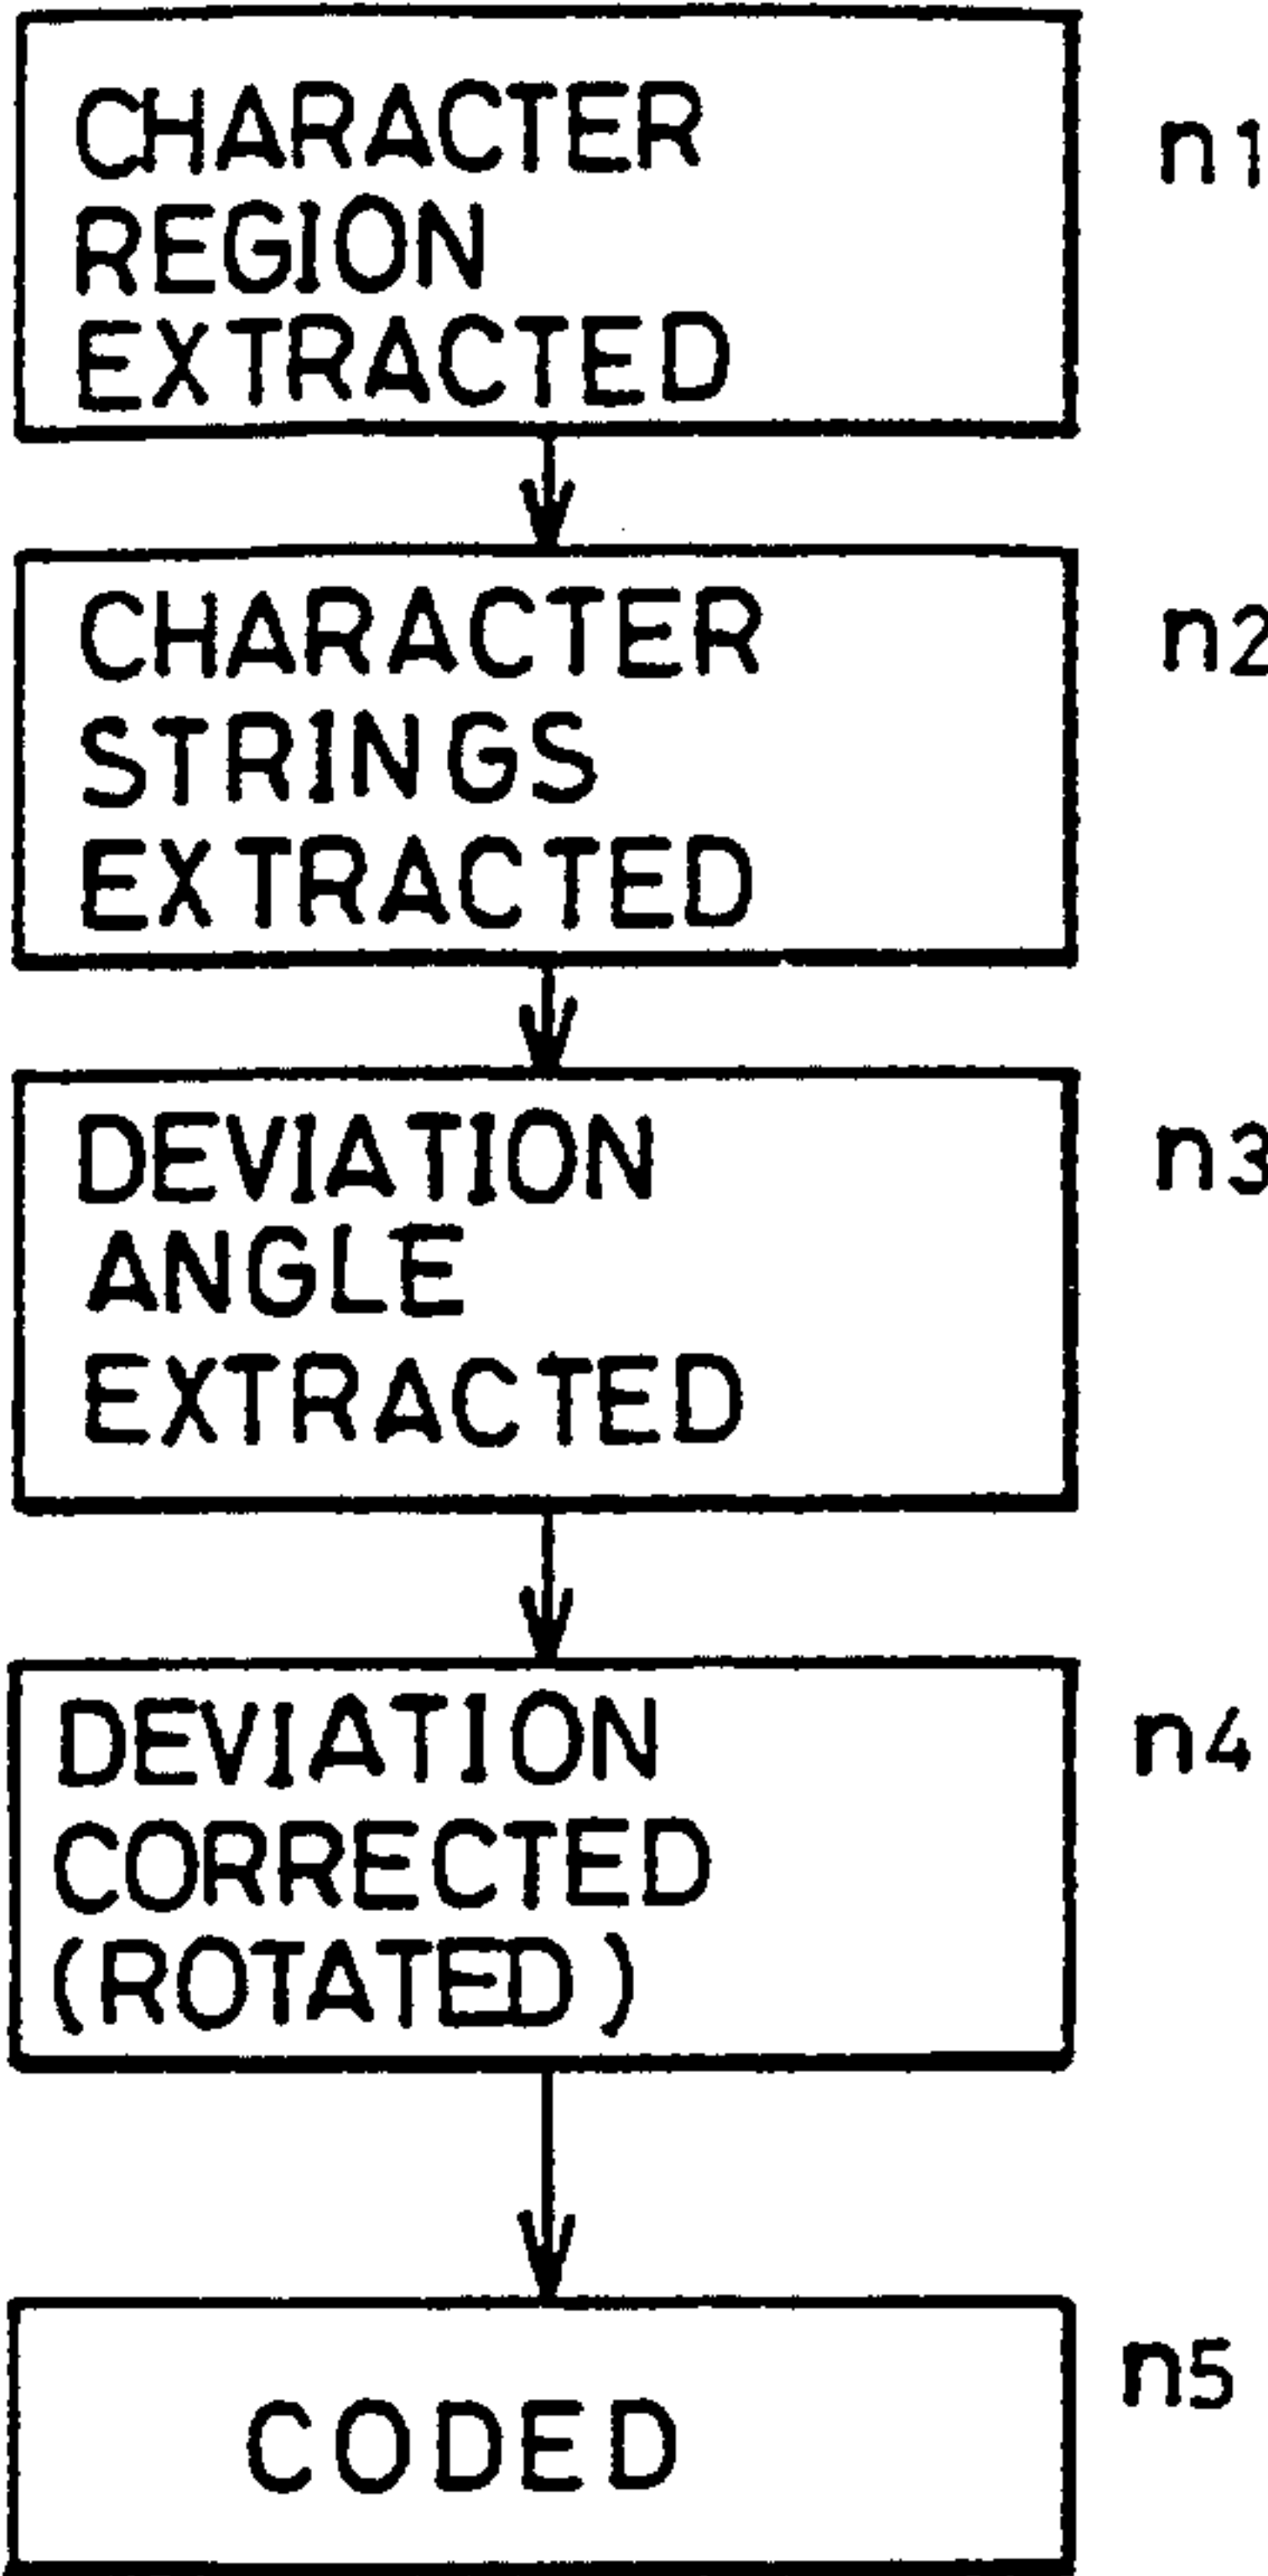 CHARACTER
REGION
EXTRACTED
n1
CHARACTER
STRINGS
EXTRACTED
n2
DEVIATION
ANGLE
EXTRACTED
n3
DEVIATION
CORRECTED
(ROTATED)
n4
CODED
n5